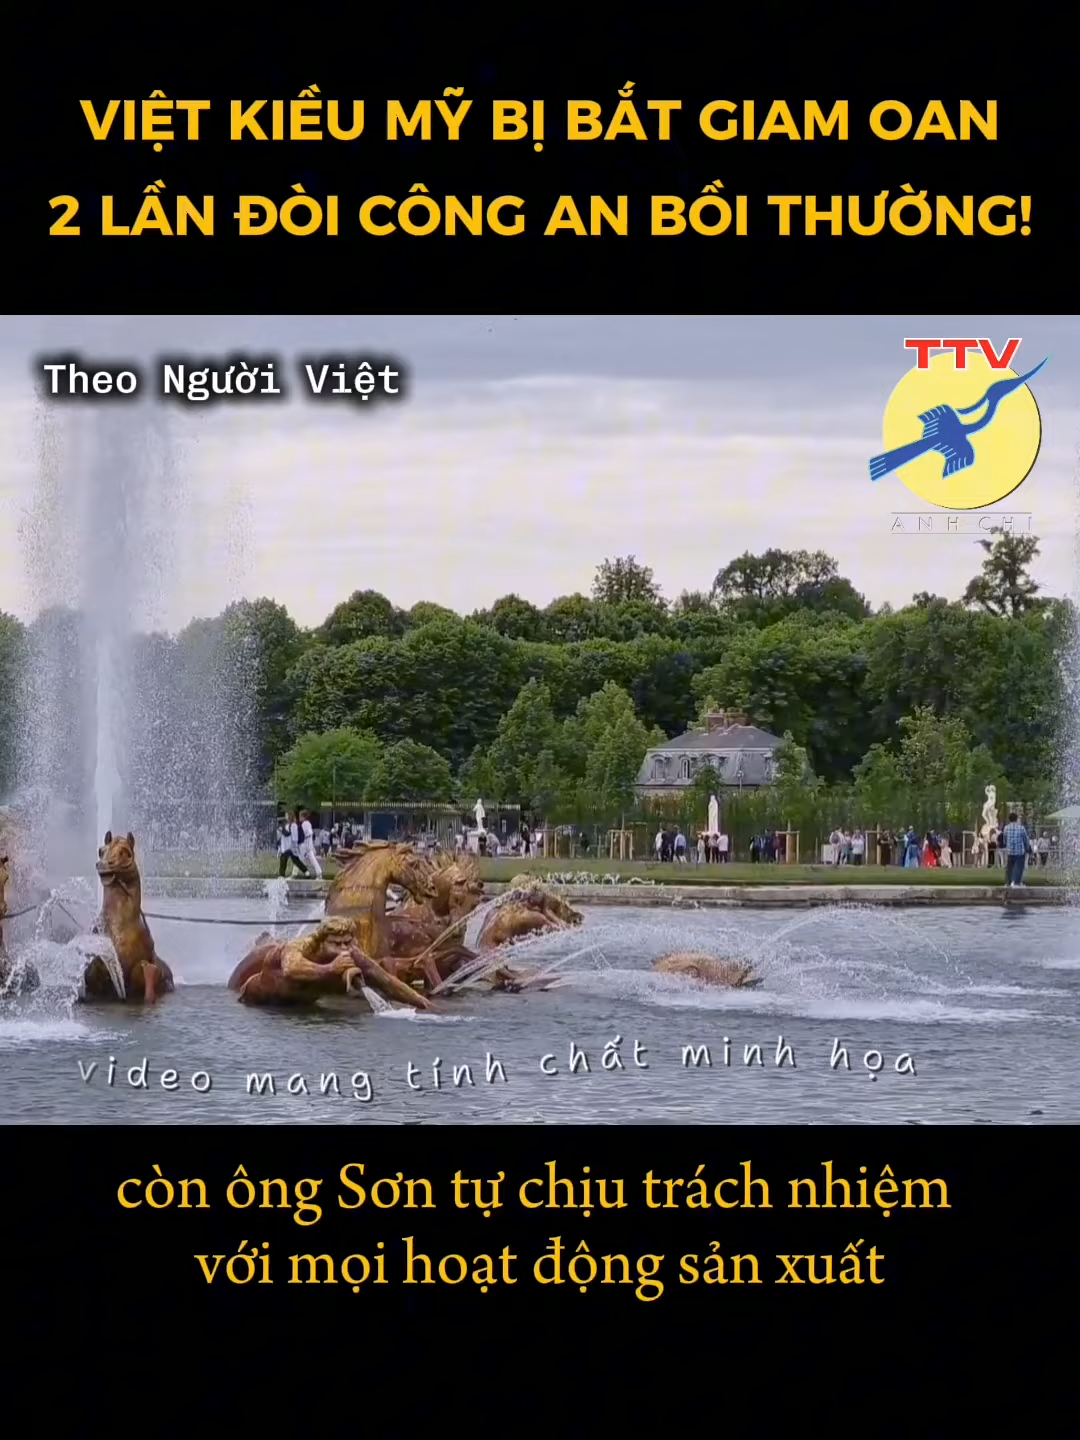 VIỆT KIỀU MỸ BỊ BẮT GIAM OAN
2 LẦN ĐÒI CÔNG AN BỒI THƯỜNG!
Theo Người Việt
TTV
ANH CHI
video mang tính chất minh họa
còn ông Sơn tự chịu trách nhiệm
với mọi hoạt động sản xuất